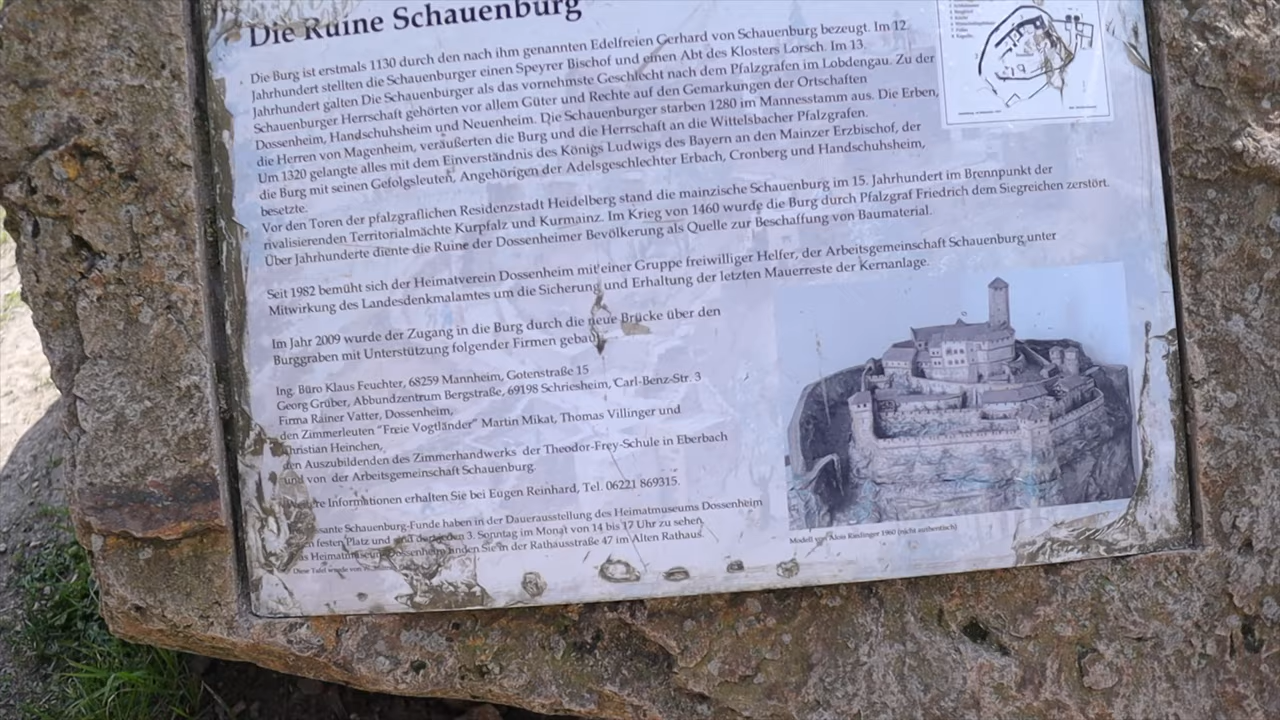 Die Ruine Schauenburg
Die Burg ist erstmals 1130 durch den nach ihm genannten Edelfreien Gerhard von Schauenburg bezeugt. Im 12.
Jahrhundert stellten die Schauenburger einen Speyrer Bischof und einen Abt des Klosters Lorsch. Im 13.
Jahrhundert galten Die Schauenburger als das vornehmste Geschlecht nach dem Pfalzgrafen im Lobdengau. Zu der
Schauenburger Herrschaft gehörten vor allem Güter und Rechte auf den Gemarkungen der Ortschaften
Dossenheim, Handschuhsheim und Neuenheim. Die Schauenburger starben 1280 im Mannesstamm aus. Die Erben,
die Herren von Magenheim, veräußerten die Burg und die Herrschaft an die Wittelsbacher Pfalzgrafen.
Um 1320 gelangte alles mit dem Einverständnis des Königs Ludwigs des Bayern an den Mainzer Erzbischof, der
die Burg mit seinen Gefolgsleuten, Angehörigen der Adelsgeschlechter Erbach, Cronberg und Handschuhsheim,
besetzte.
Vor den Toren der pfalzgräflichen Residenzstadt Heidelberg stand die mainzische Schauenburg im 15. Jahrhundert im Brennpunkt der
rivalisierenden Territorialmächte Kurpfalz und Kurmainz. Im Krieg von 1460 wurde die Burg durch Pfalzgraf Friedrich dem Siegreichen zerstört.
Über Jahrhunderte diente die Ruine der Dossenheimer Bevölkerung als Quelle zur Beschaffung von Baumaterial.
Seit 1982 bemüht sich der Heimatverein Dossenheim mit einer Gruppe freiwilliger Helfer, der Arbeitsgemeinschaft Schauenburg unter
Mitwirkung des Landesdenkmalamtes um die Sicherung und Erhaltung der letzten Mauerreste der Kernanlage.
Im Jahr 2009 wurde der Zugang in die Burg durch die neue Brücke über den
Burggraben mit Unterstützung folgender Firmen gebaut
Ing. Büro Klaus Feuchter, 68259 Mannheim, Gotenstraße 15
Georg Grüber, Abbundzentrum Bergstraße, 69198 Schriesheim, Carl-Benz-Str. 3
Firma Rainer Vatter, Dossenheim,
den Zimmerleuten "Freie Vogtländer" Martin Mikat, Thomas Villinger und
Christian Heinchen,
den Auszubildenden des Zimmerhandwerks der Theodor-Frey-Schule in Eberbach
und von der Arbeitsgemeinschaft Schauenburg.
Weitere Informationen erhalten Sie bei Eugen Reinhard, Tel. 06221 869315.
sante Schauenburg-Funde haben in der Dauerausstellung des Heimatmuseums Dossenheim
festen Platz und sind dort jeden 3. Sonntag im Monat von 14 bis 17 Uhr zu sehen
Heimatmuseum Dossenheim finden Sie in der Rathausstraße 47 im Alten Rathaus.
Diese Tafel wurde
Modell von Alois Riedinger 1960 (nicht authentisch)